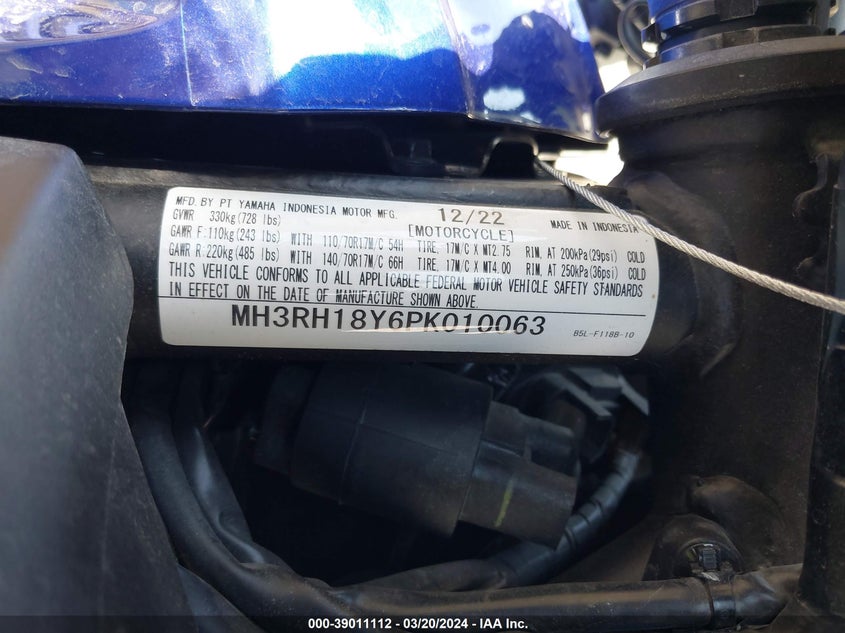 MFD. BY PT YAMAHA INDONESIA MOTOR MFG. 12/22 MADE IN INDONESIA
GVWR 330kg(728 lbs) [MOTORCYCLE]
GAWR F:110kg(243 lbs) WITH 110/70R17M/C 54H TIRE, 17M/C X MT2.75 RIM, AT 200kPa(29psi) COLD
GAWR R:220kg(485 lbs) WITH 140/70R17M/C 66H TIRE, 17M/C X MT4.00 RIM, AT 250kPa(36psi) COLD
THIS VEHICLE CONFORMS TO ALL APPLICABLE FEDERAL MOTOR VEHICLE SAFETY STANDARDS
IN EFFECT ON THE DATE OF MANUFACTURE SHOWN ABOVE.
MH3RH18Y6PK010063 B5L-F118B-10
000-39011112 / 03/20/2024 - IAA Inc.